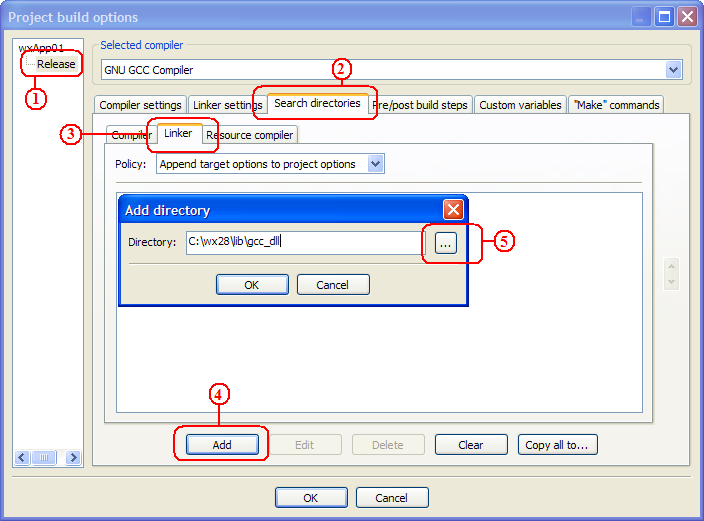 Project build options
wxApp01
Release
1
Selected compiler
GNU GCC Compiler
2
Compiler settings Linker settings Search directories Pre/post build steps Custom variables "Make" commands
3
Compiler Linker Resource compiler
Policy: Append target options to project options
Add directory
Directory: C:\wx28\lib\gcc_dll ...
5
OK Cancel
4
Add Edit Delete Clear Copy all to...
OK Cancel